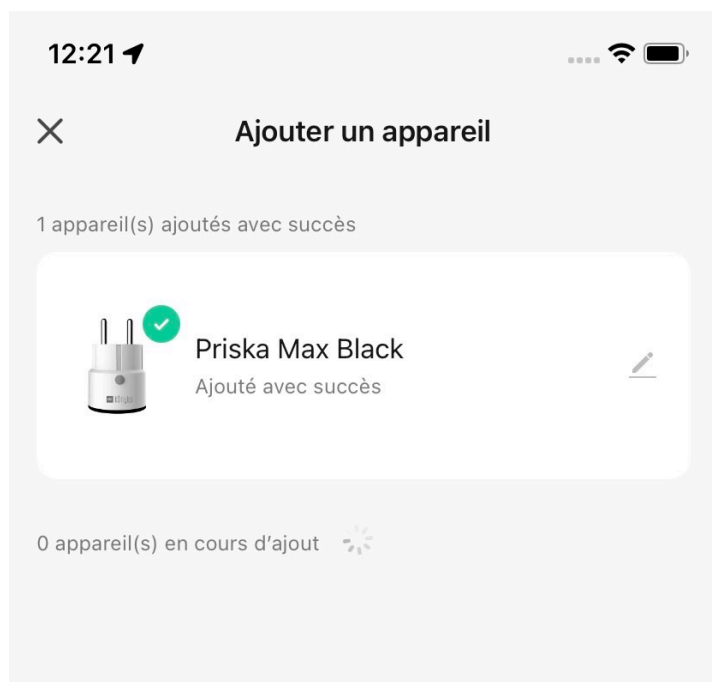 12:21
Ajouter un appareil
1 appareil(s) ajoutés avec succès
Priska Max Black
Ajouté avec succès
0 appareil(s) en cours d’ajout